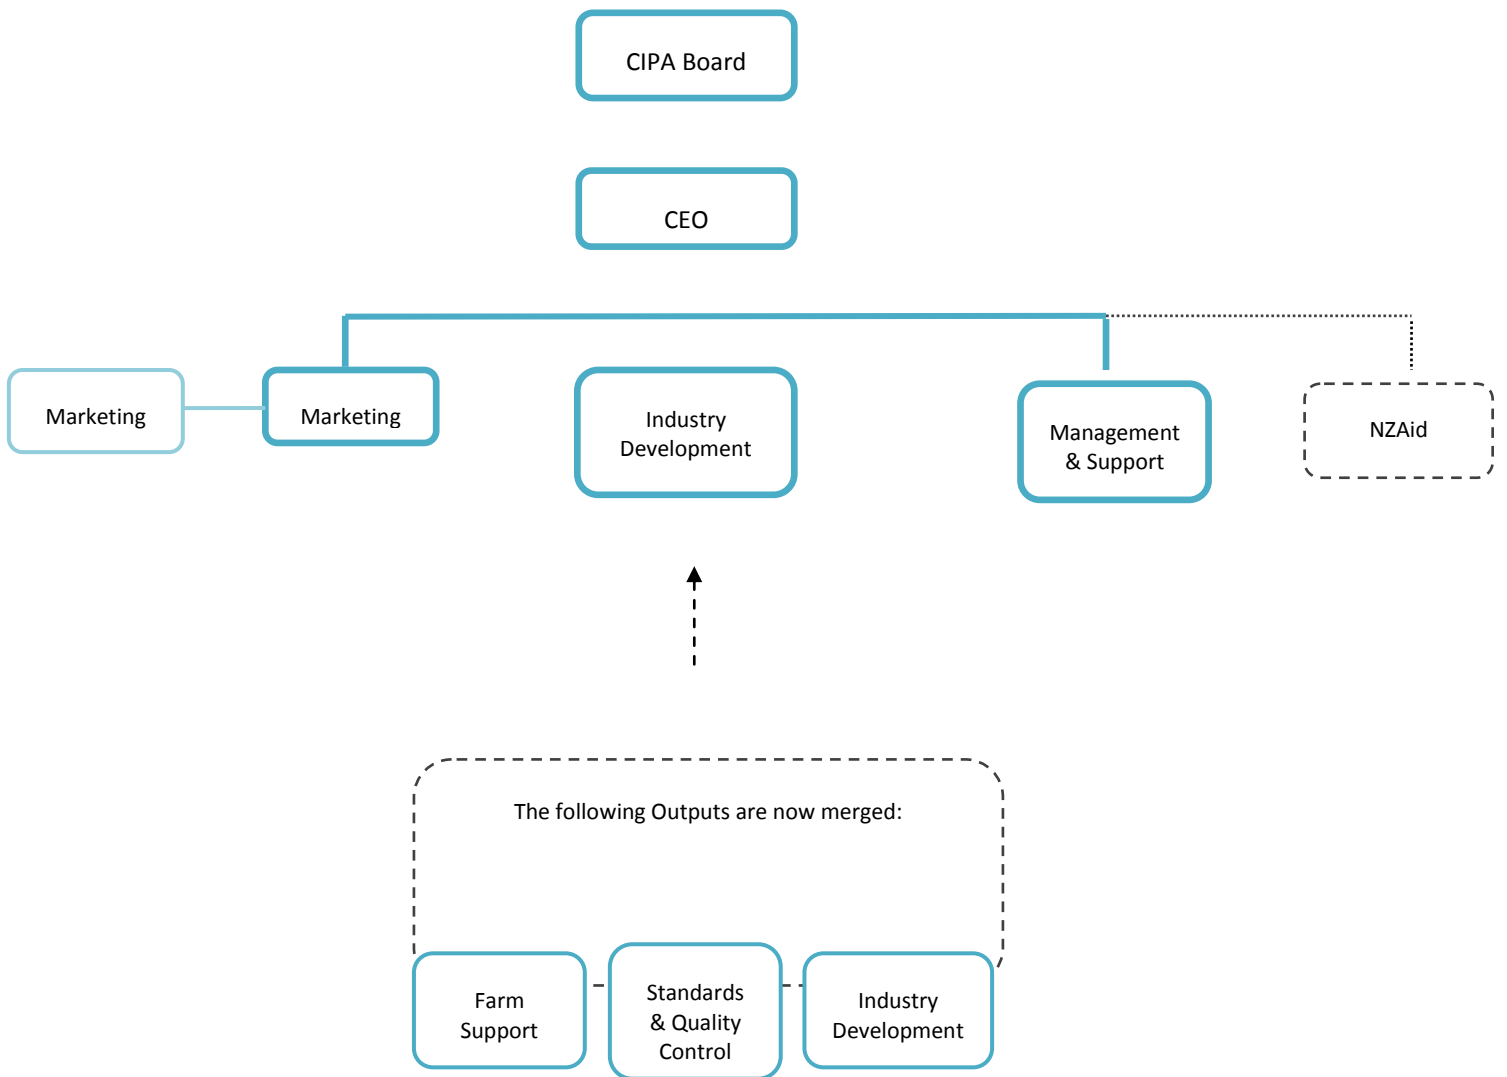 CIPA Board
CEO
Marketing
Marketing
Industry
Development
Management
& Support
NZAid
The following Outputs are now merged:
Farm
Support
Standards
& Quality
Control
Industry
Development